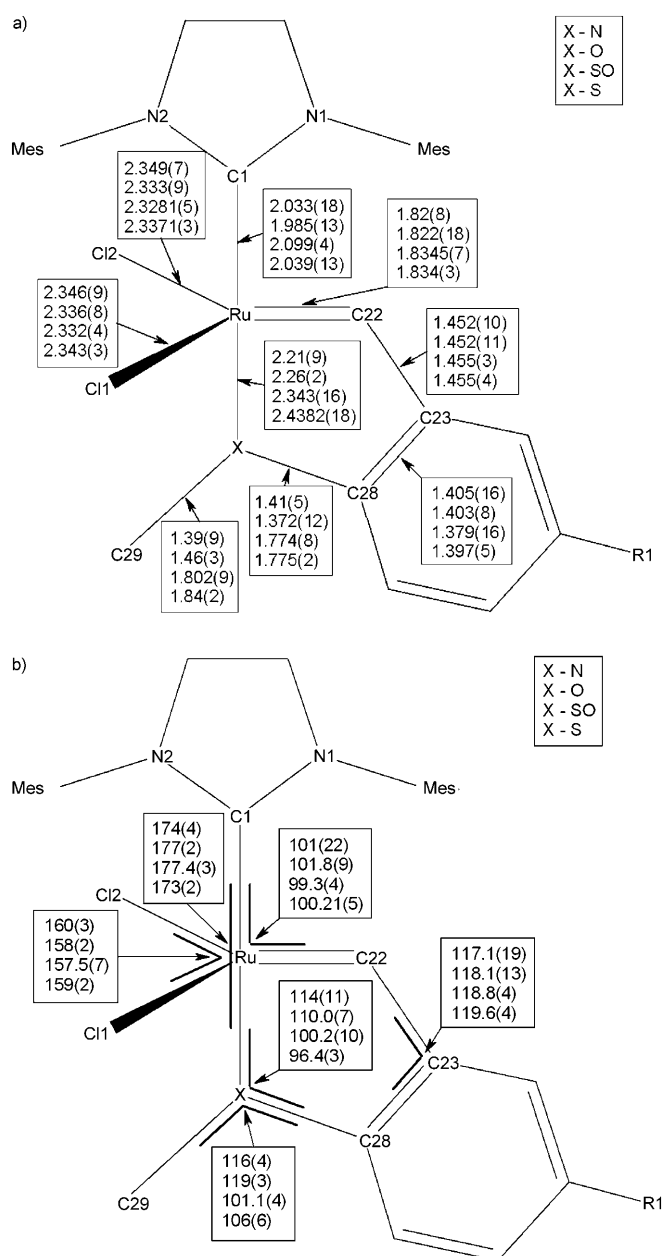 a)
X - N
X - O
X - SO
X - S
N2
N1
Mes
Mes
C1
2.349(7)
2.333(9)
2.3281(5)
2.3371(3)
2.033(18)
1.985(13)
2.099(4)
2.039(13)
1.82(8)
1.822(18)
1.8345(7)
1.834(3)
Cl2
2.346(9)
2.336(8)
2.332(4)
2.343(3)
Ru
C22
1.452(10)
1.452(11)
1.455(3)
1.455(4)
Cl1
2.21(9)
2.26(2)
2.343(16)
2.4382(18)
C23
X
C28
1.405(16)
1.403(8)
1.379(16)
1.397(5)
1.41(5)
1.372(12)
1.774(8)
1.775(2)
C29
1.39(9)
1.46(3)
1.802(9)
1.84(2)
R1
b)
X - N
X - O
X - SO
X - S
N2
N1
Mes
Mes
C1
174(4)
177(2)
177.4(3)
173(2)
101(22)
101.8(9)
99.3(4)
100.21(5)
Cl2
160(3)
158(2)
157.5(7)
159(2)
Ru
C22
117.1(19)
118.1(13)
118.8(4)
119.6(4)
Cl1
114(11)
110.0(7)
100.2(10)
96.4(3)
C23
X
C28
116(4)
119(3)
101.1(4)
106(6)
C29
R1